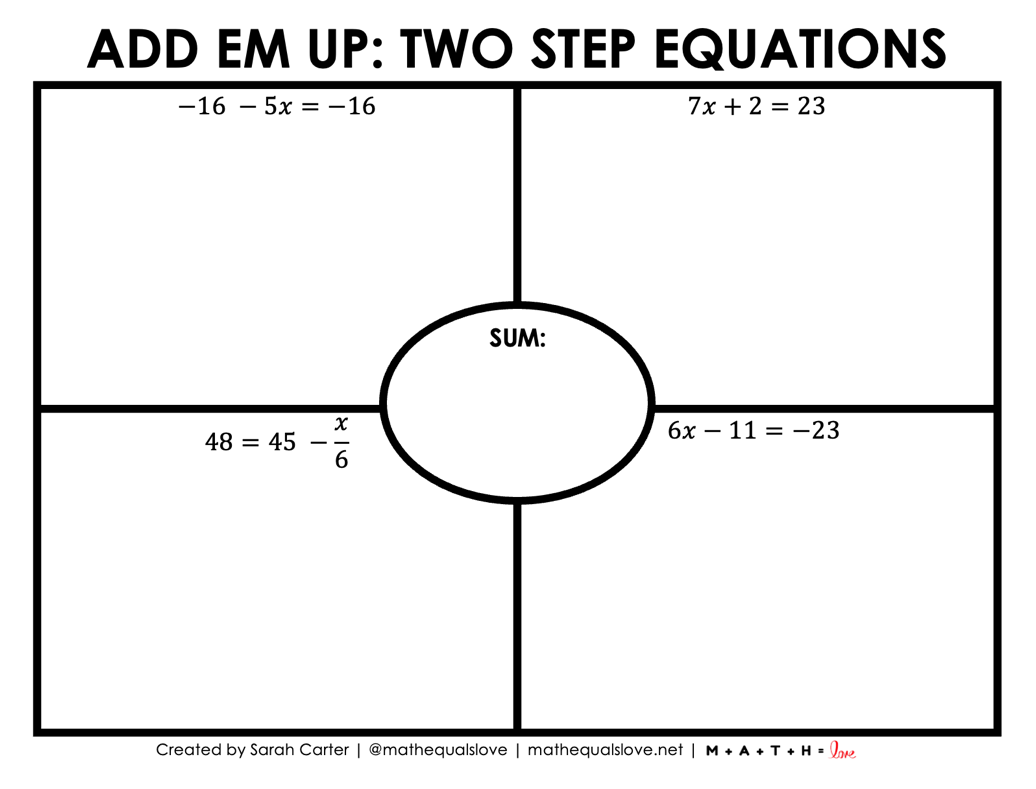 ADD EM UP: TWO STEP EQUATIONS
−16 − 5x = −16
7x + 2 = 23
SUM:
48 = 45 − x/6
6x − 11 = −23
Created by Sarah Carter | @mathequalslove | mathequalslove.net | M + A + T + H = love